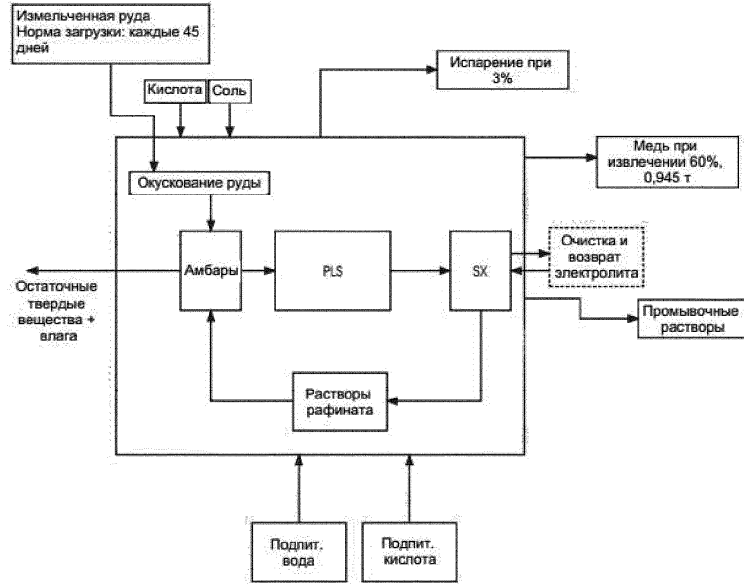 Измельченная руда
Норма загрузки: каждые 45
дней
Испарение при
3%
Кислота
Соль
Медь при
извлечении 60%,
0,945 т
Окускование руды
Амбары
PLS
SX
Очистка и
возврат
электролита
Остаточные
твердые
вещества +
влага
Промывочные
растворы
Растворы
рафината
Подпит.
вода
Подпит.
кислота